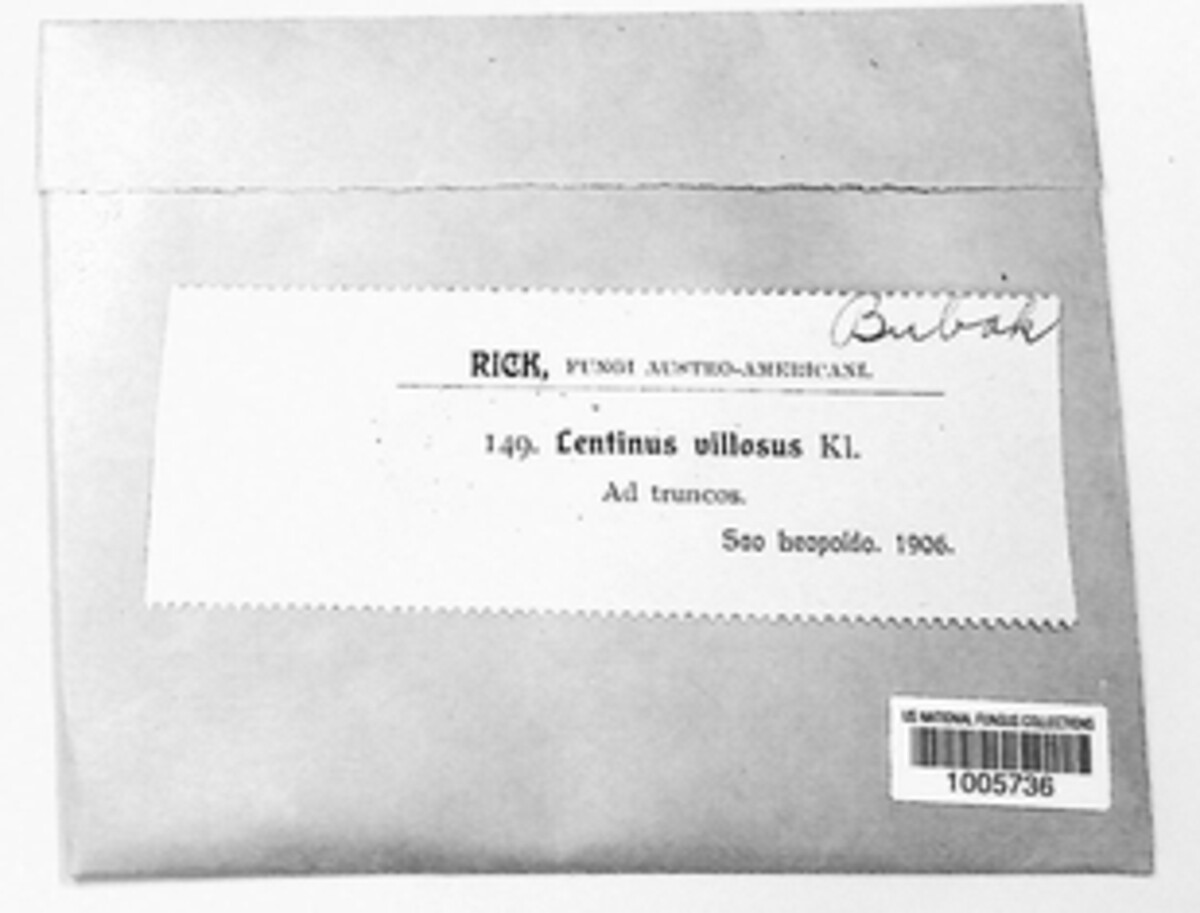 Bubak
RICK, FUNGI AUSTRO-AMERICANI.
149. Lentinus villosus Kl.
Ad truncos.
Sao Leopoldo. 1906.
US NATIONAL FUNGUS COLLECTIONS
1005736